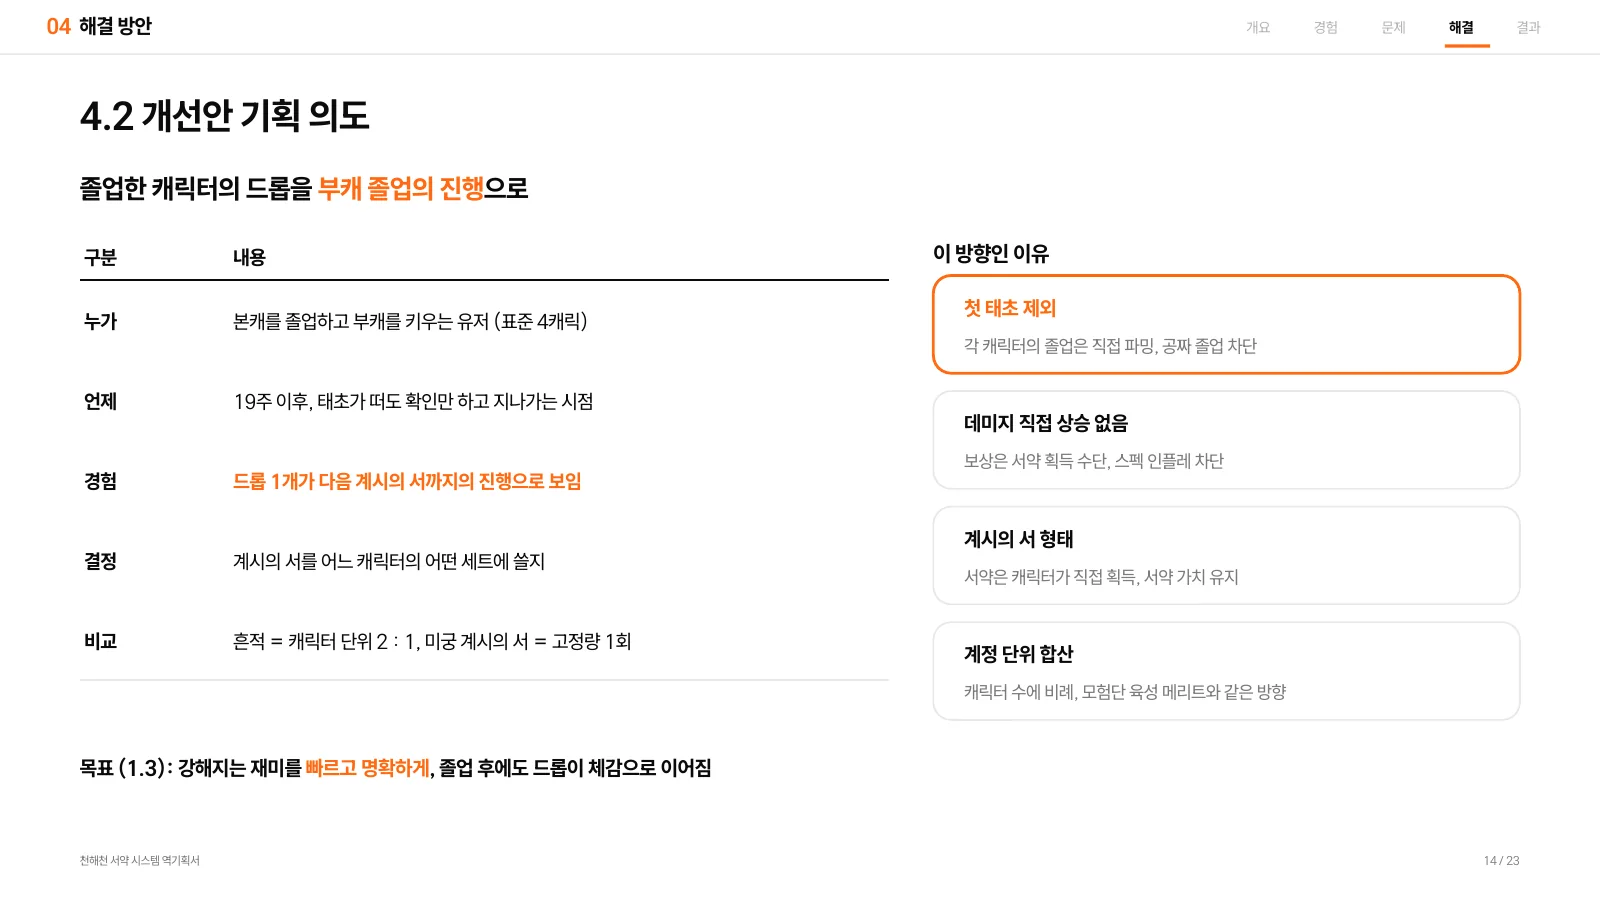 04 해결 방안
개요 경험 문제 해결 결과
4.2 개선안 기획 의도
졸업한 캐릭터의 드롭을 부캐 졸업의 진행으로
구분 내용
누가 본캐를 졸업하고 부캐를 키우는 유저 (표준 4캐릭)
언제 19주 이후, 태초가 떠도 확인만 하고 지나가는 시점
경험 드롭 1개가 다음 계시의 서까지의 진행으로 보임
결정 계시의 서를 어느 캐릭터의 어떤 세트에 쓸지
비교 흔적 = 캐릭터 단위 2 : 1, 미궁 계시의 서 = 고정량 1회
이 방향인 이유
첫 태초 제외
각 캐릭터의 졸업은 직접 파밍, 공짜 졸업 차단
데미지 직접 상승 없음
보상은 서약 획득 수단, 스펙 인플레 차단
계시의 서 형태
서약은 캐릭터가 직접 획득, 서약 가치 유지
계정 단위 합산
캐릭터 수에 비례, 모험단 육성 메리트와 같은 방향
목표 (1.3): 강해지는 재미를 빠르고 명확하게, 졸업 후에도 드롭이 체감으로 이어짐
천해천 서약 시스템 역기획서
14 / 23